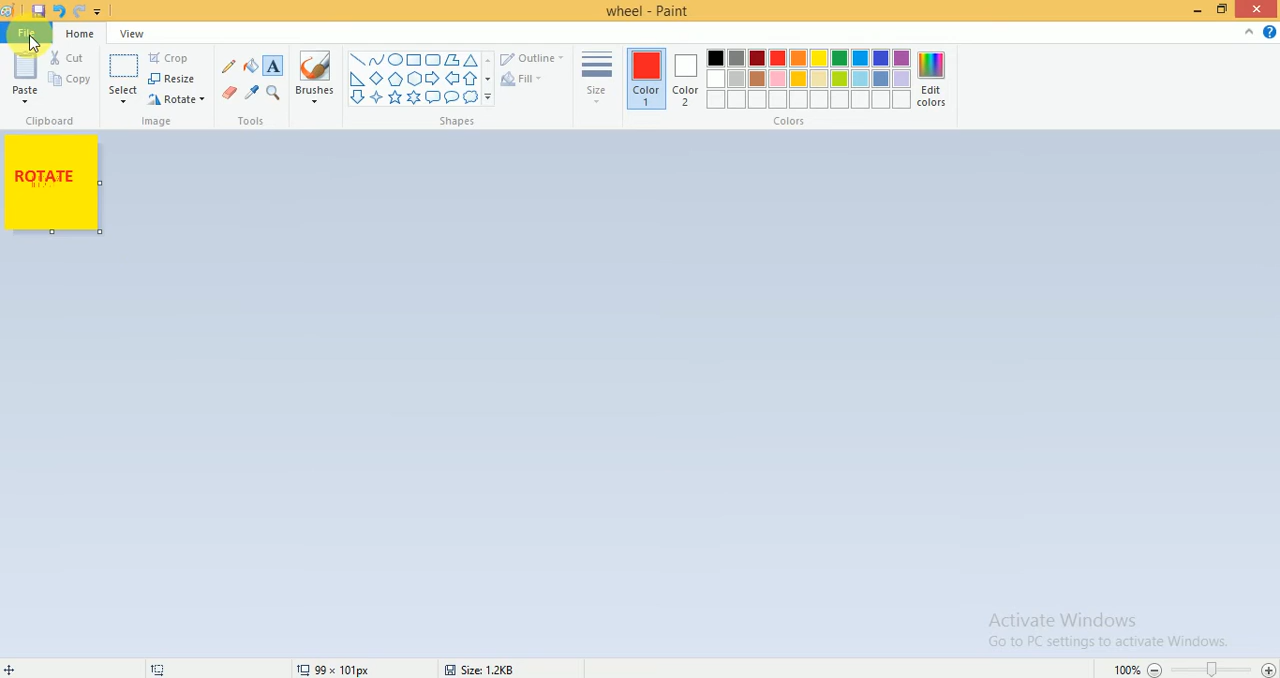 wheel - Paint
File Home View
Paste
Cut
Copy
Clipboard
Select
Crop
Resize
Rotate
Image
A
Tools
Brushes
Outline
Fill
Shapes
Size
Color 1
Color 2
Edit colors
Colors
ROTATE
Activate Windows
Go to PC settings to activate Windows.
99 × 101px
Size: 1.2KB
100%